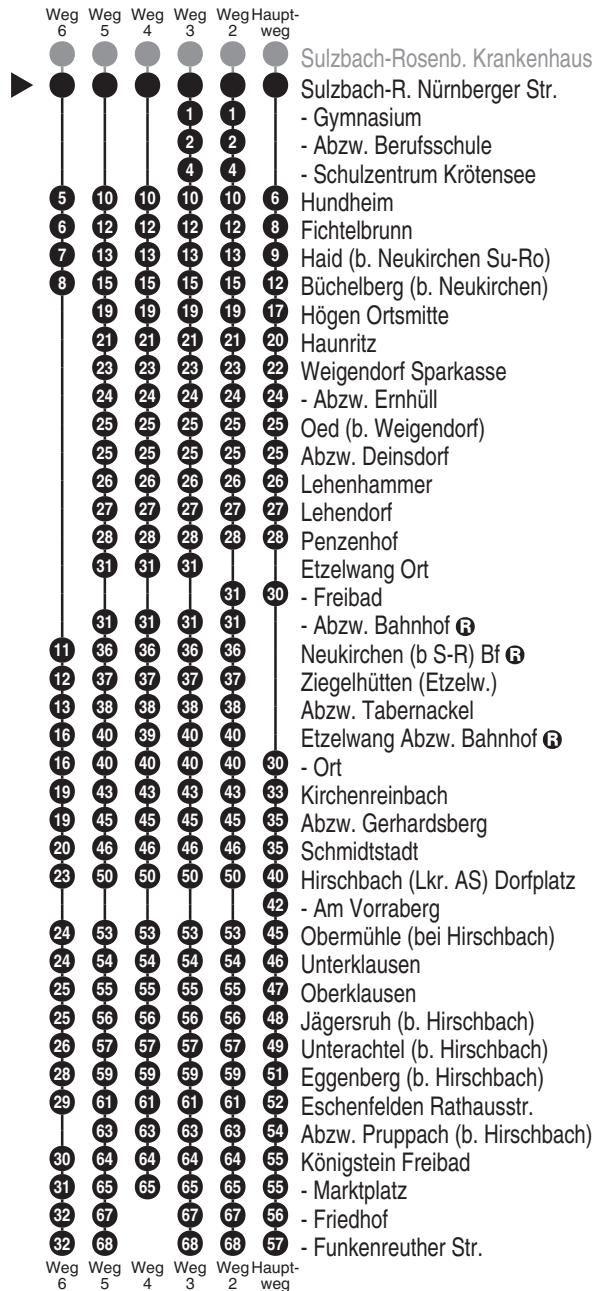 Weg Weg Weg Weg Weg Haupt-
6 5 4 3 2 weg
Sulzbach-Rosenb. Krankenhaus
Sulzbach-R. Nürnberger Str.
1 1 - Gymnasium
2 2 - Abzw. Berufsschule
4 4 - Schulzentrum Krötensee
5 10 10 10 10 6 Hundheim
6 12 12 12 12 8 Fichtelbrunn
7 13 13 13 13 9 Haid (b. Neukirchen Su-Ro)
8 15 15 15 15 12 Büchelberg (b. Neukirchen)
19 19 19 19 17 Högen Ortsmitte
21 21 21 21 20 Haunritz
23 23 23 23 22 Weigendorf Sparkasse
24 24 24 24 24 - Abzw. Ernhüll
25 25 25 25 25 Oed (b. Weigendorf)
25 25 25 25 25 Abzw. Deinsdorf
26 26 26 26 26 Lehenhammer
27 27 27 27 27 Lehendorf
28 28 28 28 28 Penzenhof
31 31 31 Etzelwang Ort
31 30 - Freibad
31 31 31 31 - Abzw. Bahnhof R
11 36 36 36 36 Neukirchen (b S-R) Bf R
12 37 37 37 37 Ziegelhütten (Etzelw.)
13 38 38 38 38 Abzw. Tabernackel
16 40 39 40 40 Etzelwang Abzw. Bahnhof R
16 40 40 40 40 30 - Ort
19 43 43 43 43 33 Kirchenreinbach
19 45 45 45 45 35 Abzw. Gerhardsberg
20 46 46 46 46 35 Schmidtstadt
23 50 50 50 50 40 Hirschbach (Lkr. AS) Dorfplatz
42 - Am Vorraberg
24 53 53 53 53 45 Obermühle (bei Hirschbach)
24 54 54 54 54 46 Unterklausen
25 55 55 55 55 47 Oberklausen
25 56 56 56 56 48 Jägersruh (b. Hirschbach)
26 57 57 57 57 49 Unterachtel (b. Hirschbach)
28 59 59 59 59 51 Eggenberg (b. Hirschbach)
29 61 61 61 61 52 Eschenfelden Rathausstr.
63 63 63 63 54 Abzw. Pruppach (b. Hirschbach)
30 64 64 64 64 55 Königstein Freibad
31 65 65 65 65 55 - Marktplatz
32 67 67 67 56 - Friedhof
32 68 68 68 57 - Funkenreuther Str.
Weg Weg Weg Weg Weg Haupt-
6 5 4 3 2 weg